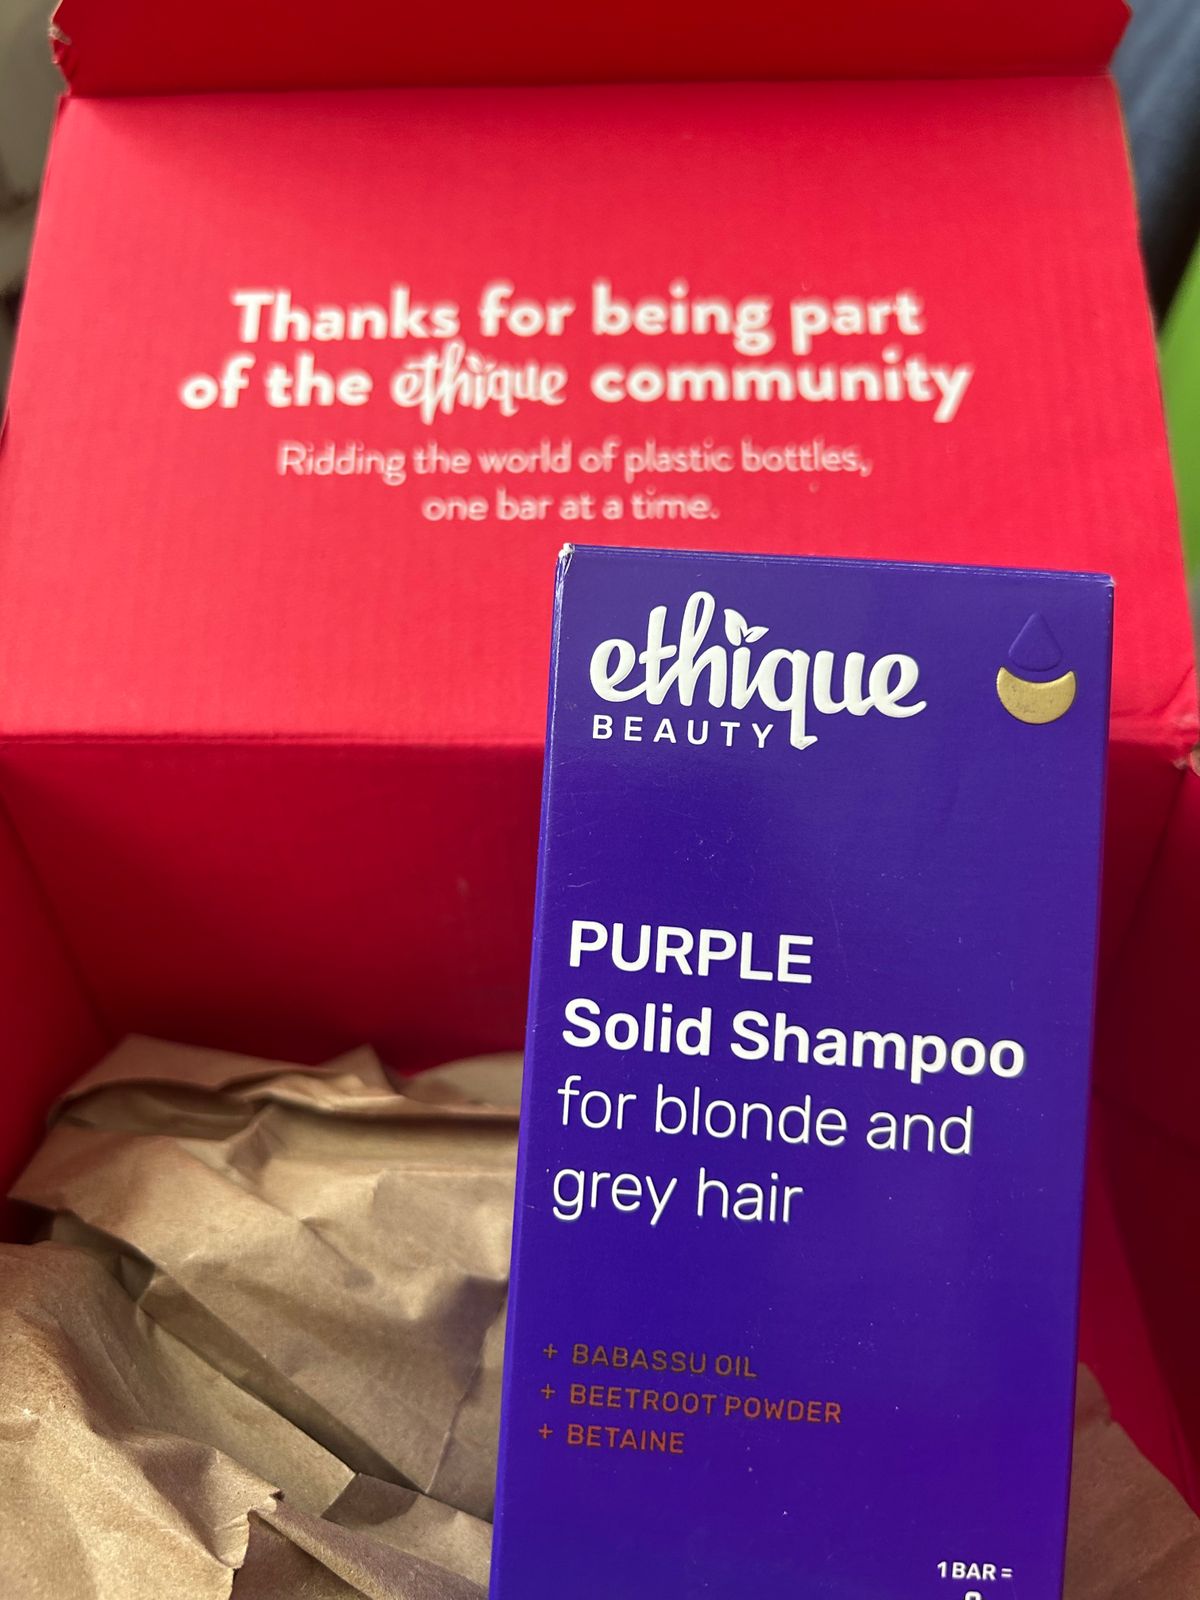 Thanks for being part
of the ethique community
Ridding the world of plastic bottles,
one bar at a time.
ethique
BEAUTY
PURPLE
Solid Shampoo
for blonde and
grey hair
+ BABASSU OIL
+ BEETROOT POWDER
+ BETAINE
1 BAR =